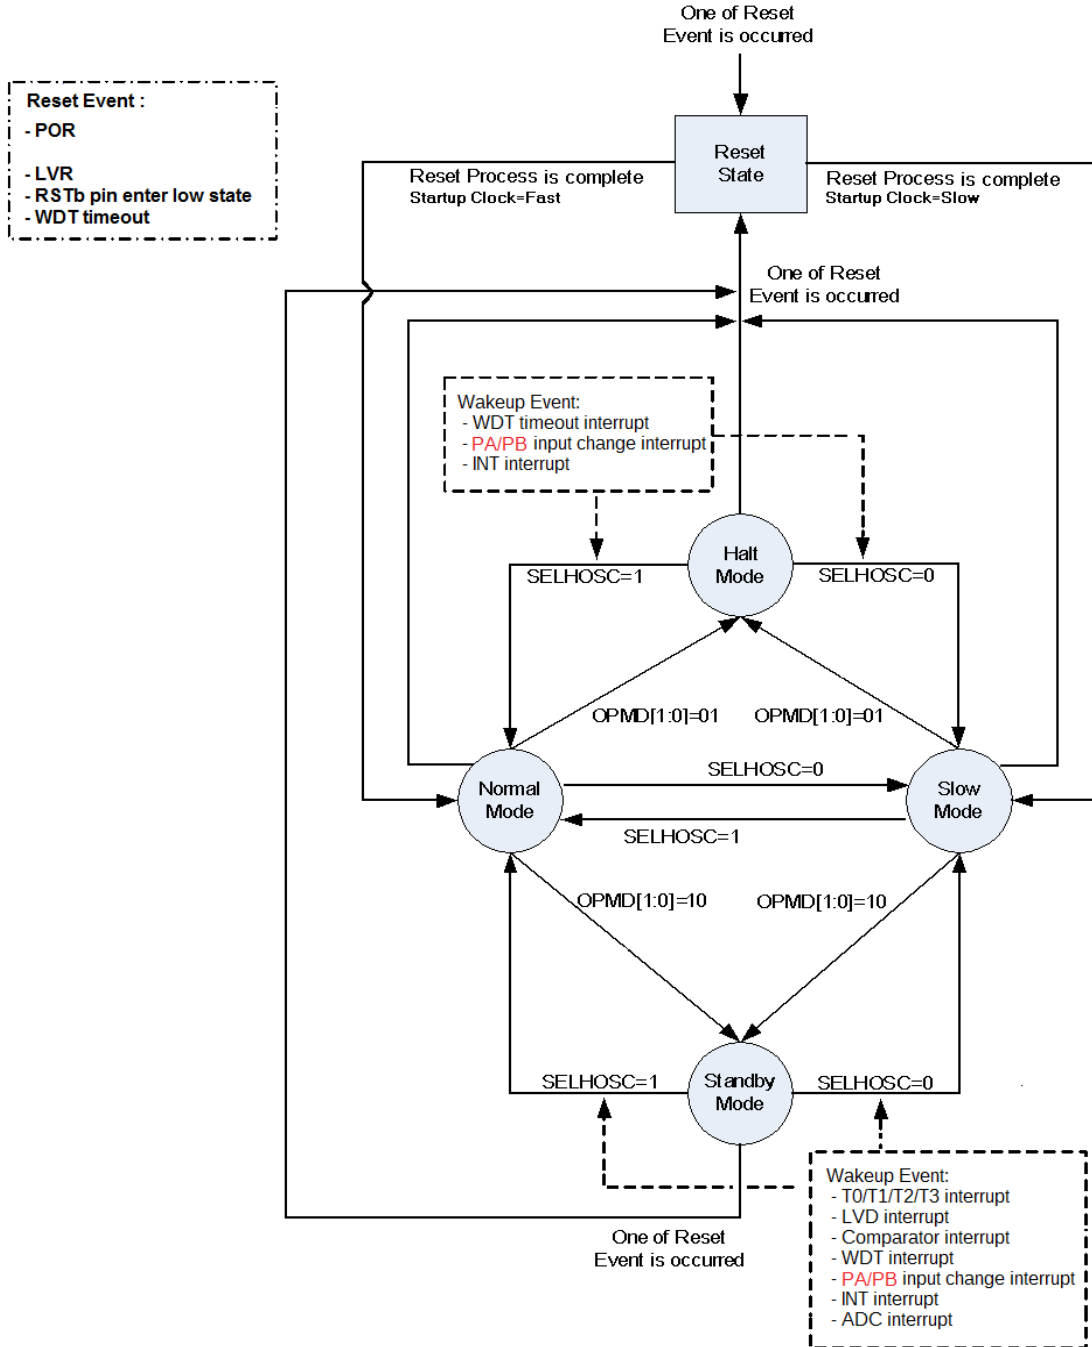 One of Reset
Event is occurred
Reset Event :
- POR
- LVR
- RSTb pin enter low state
- WDT timeout
Reset
State
Reset Process is complete
Startup Clock=Fast
Reset Process is complete
Startup Clock=Slow
One of Reset
Event is occurred
Wakeup Event:
- WDT timeout interrupt
- PA/PB input change interrupt
- INT interrupt
Halt
Mode
SELHOSC=1
SELHOSC=0
OPMD[1:0]=01
OPMD[1:0]=01
SELHOSC=0
Normal
Mode
Slow
Mode
SELHOSC=1
OPMD[1:0]=10
OPMD[1:0]=10
SELHOSC=1
Standby
Mode
SELHOSC=0
Wakeup Event:
- T0/T1/T2/T3 interrupt
- LVD interrupt
- Comparator interrupt
- WDT interrupt
- PA/PB input change interrupt
- INT interrupt
- ADC interrupt
One of Reset
Event is occurred